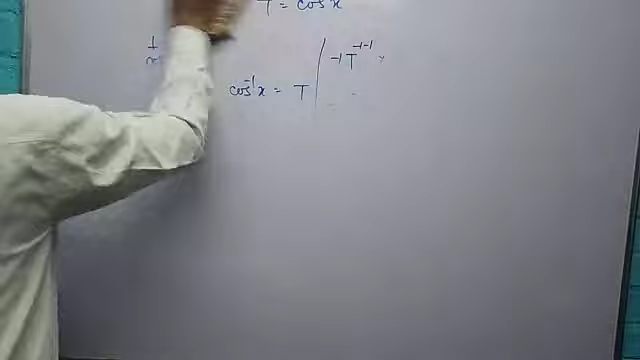 T = cos x
cos⁻¹x = T | -1 T⁻¹⁻¹